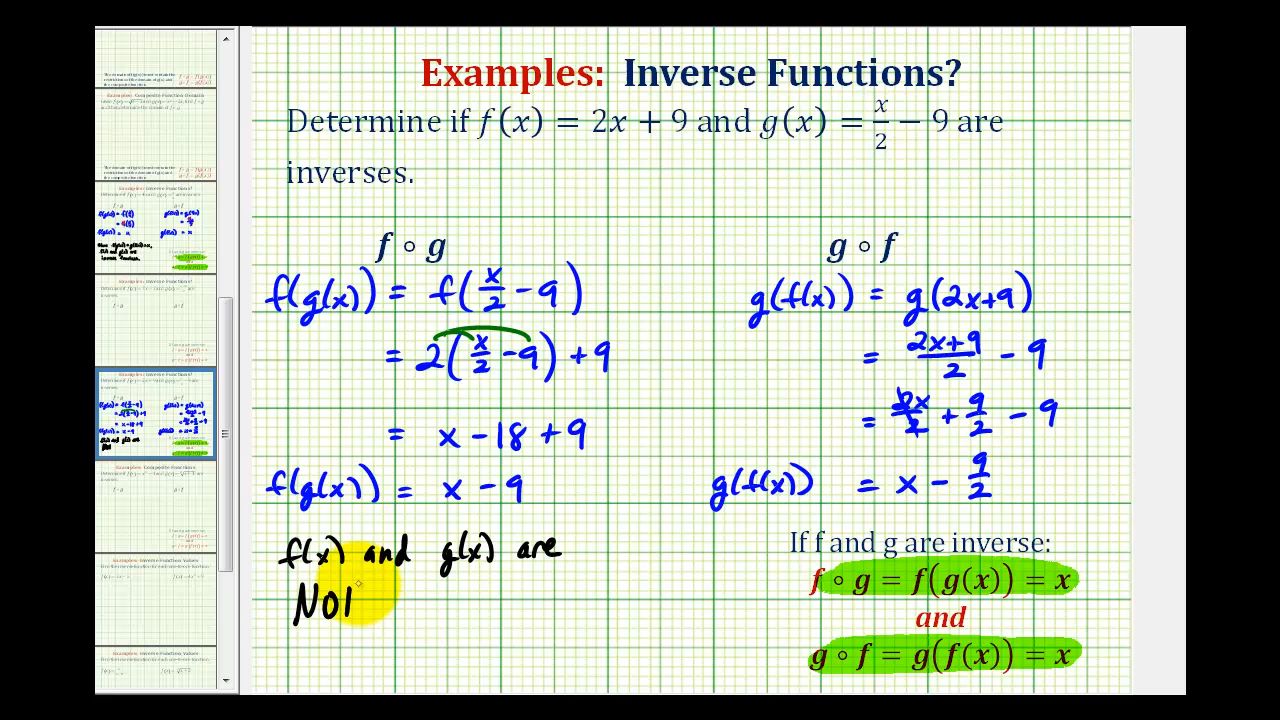 Examples: Inverse Functions?
Determine if f(x) = 2x + 9 and g(x) = x/2 − 9 are
inverses.
f ∘ g
f(g(x)) = f(x/2 − 9)
= 2(x/2 − 9) + 9
= x − 18 + 9
f(g(x)) = x − 9
f(x) and g(x) are
NOT
g ∘ f
g(f(x)) = g(2x+9)
= (2x+9)/2 − 9
= 2x/2 + 9/2 − 9
g(f(x)) = x − 9/2
If f and g are inverse:
f ∘ g = f(g(x)) = x
and
g ∘ f = g(f(x)) = x